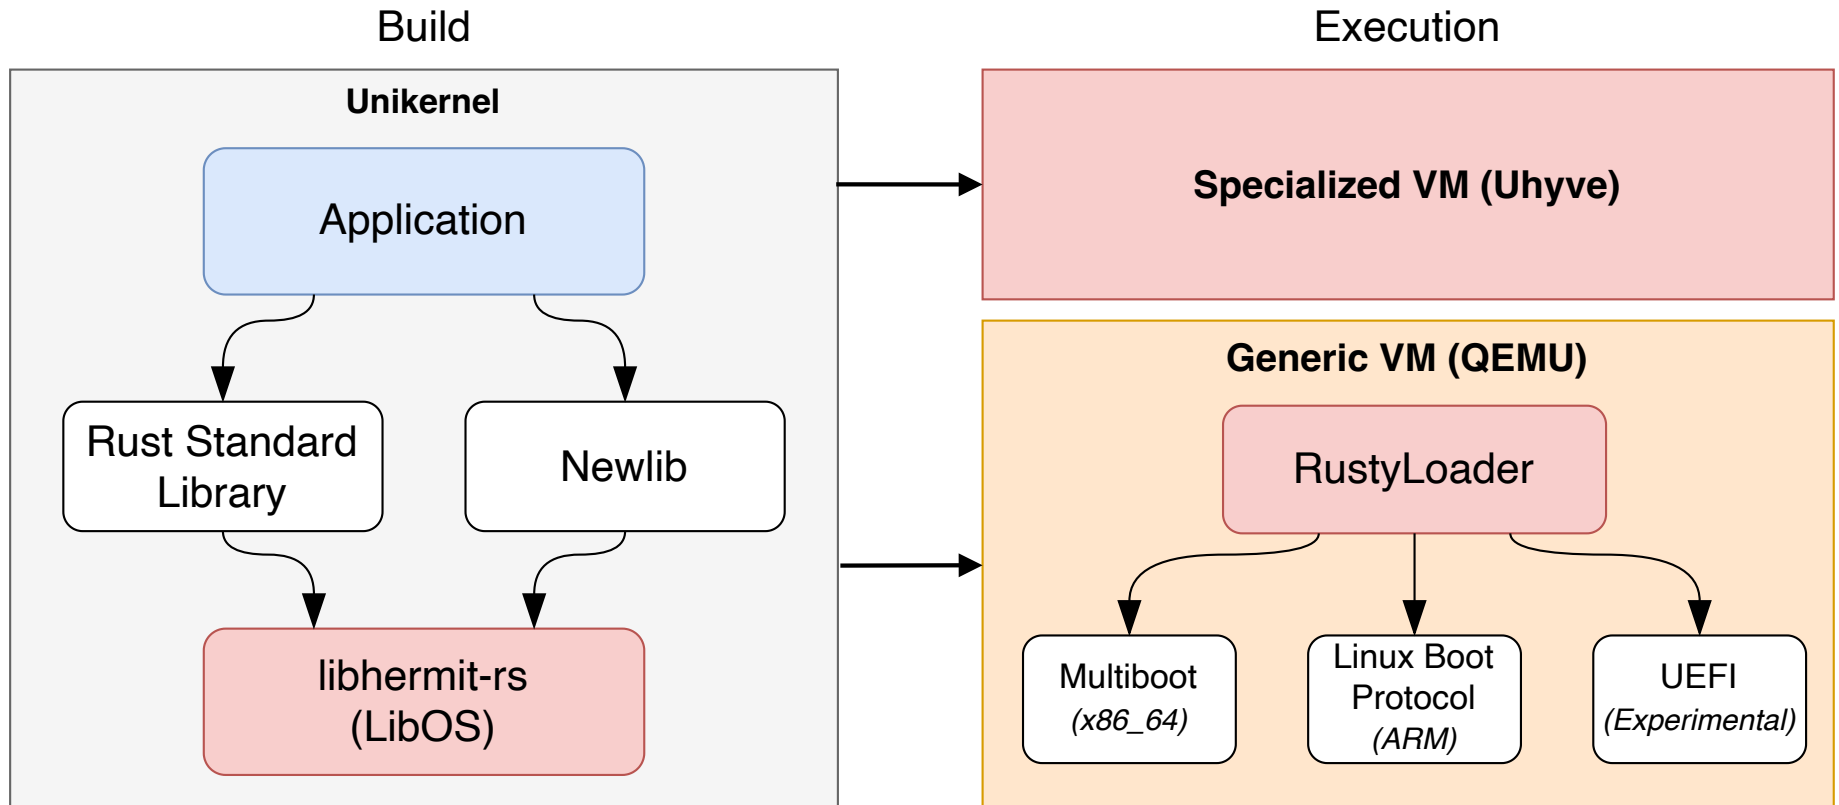 Build
Execution
Unikernel
Application
Rust Standard
Library
Newlib
libhermit-rs
(LibOS)
Specialized VM (Uhyve)
Generic VM (QEMU)
RustyLoader
Multiboot
(x86_64)
Linux Boot
Protocol
(ARM)
UEFI
(Experimental)